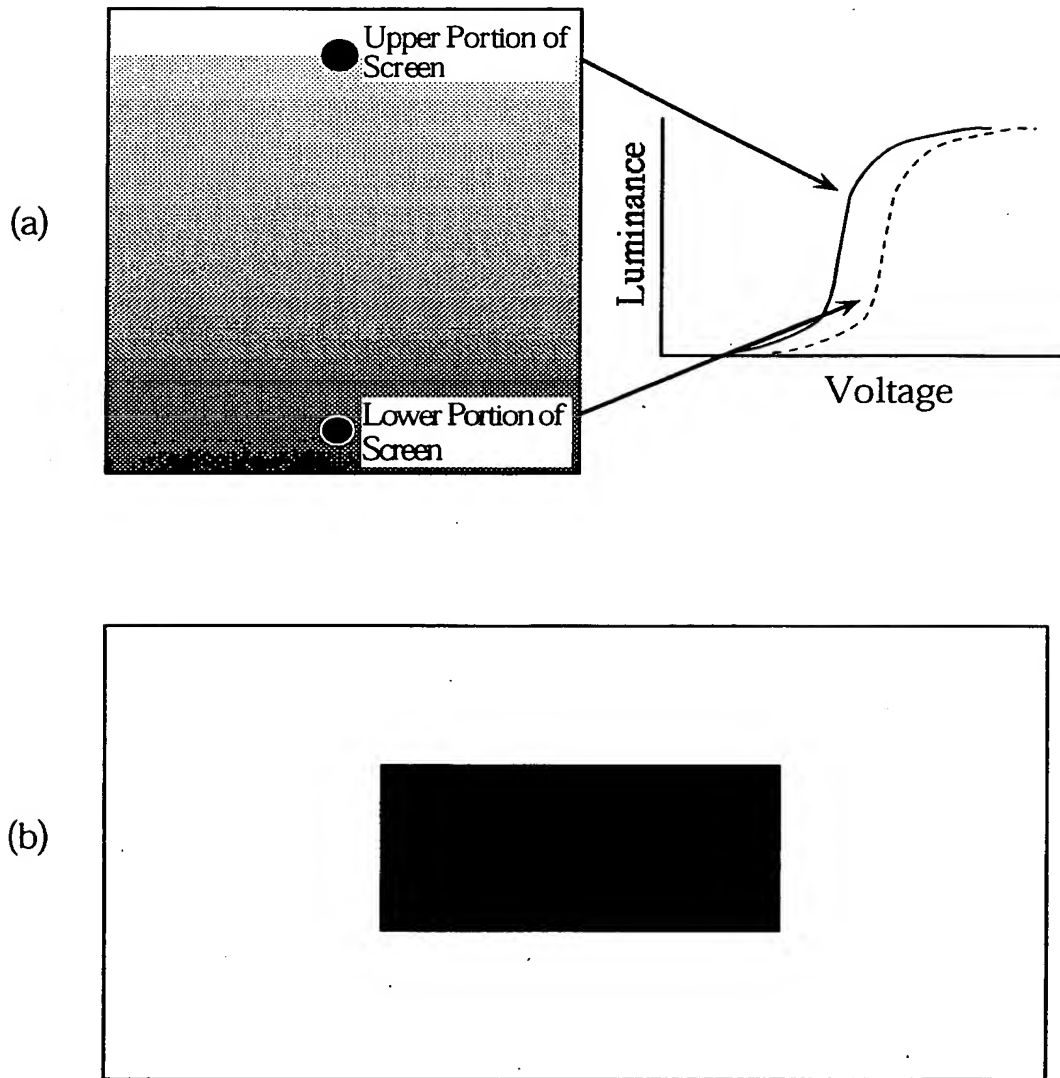 Upper Portion of
Screen
(a)
Luminance
Voltage
Lower Portion of
Screen
(b)